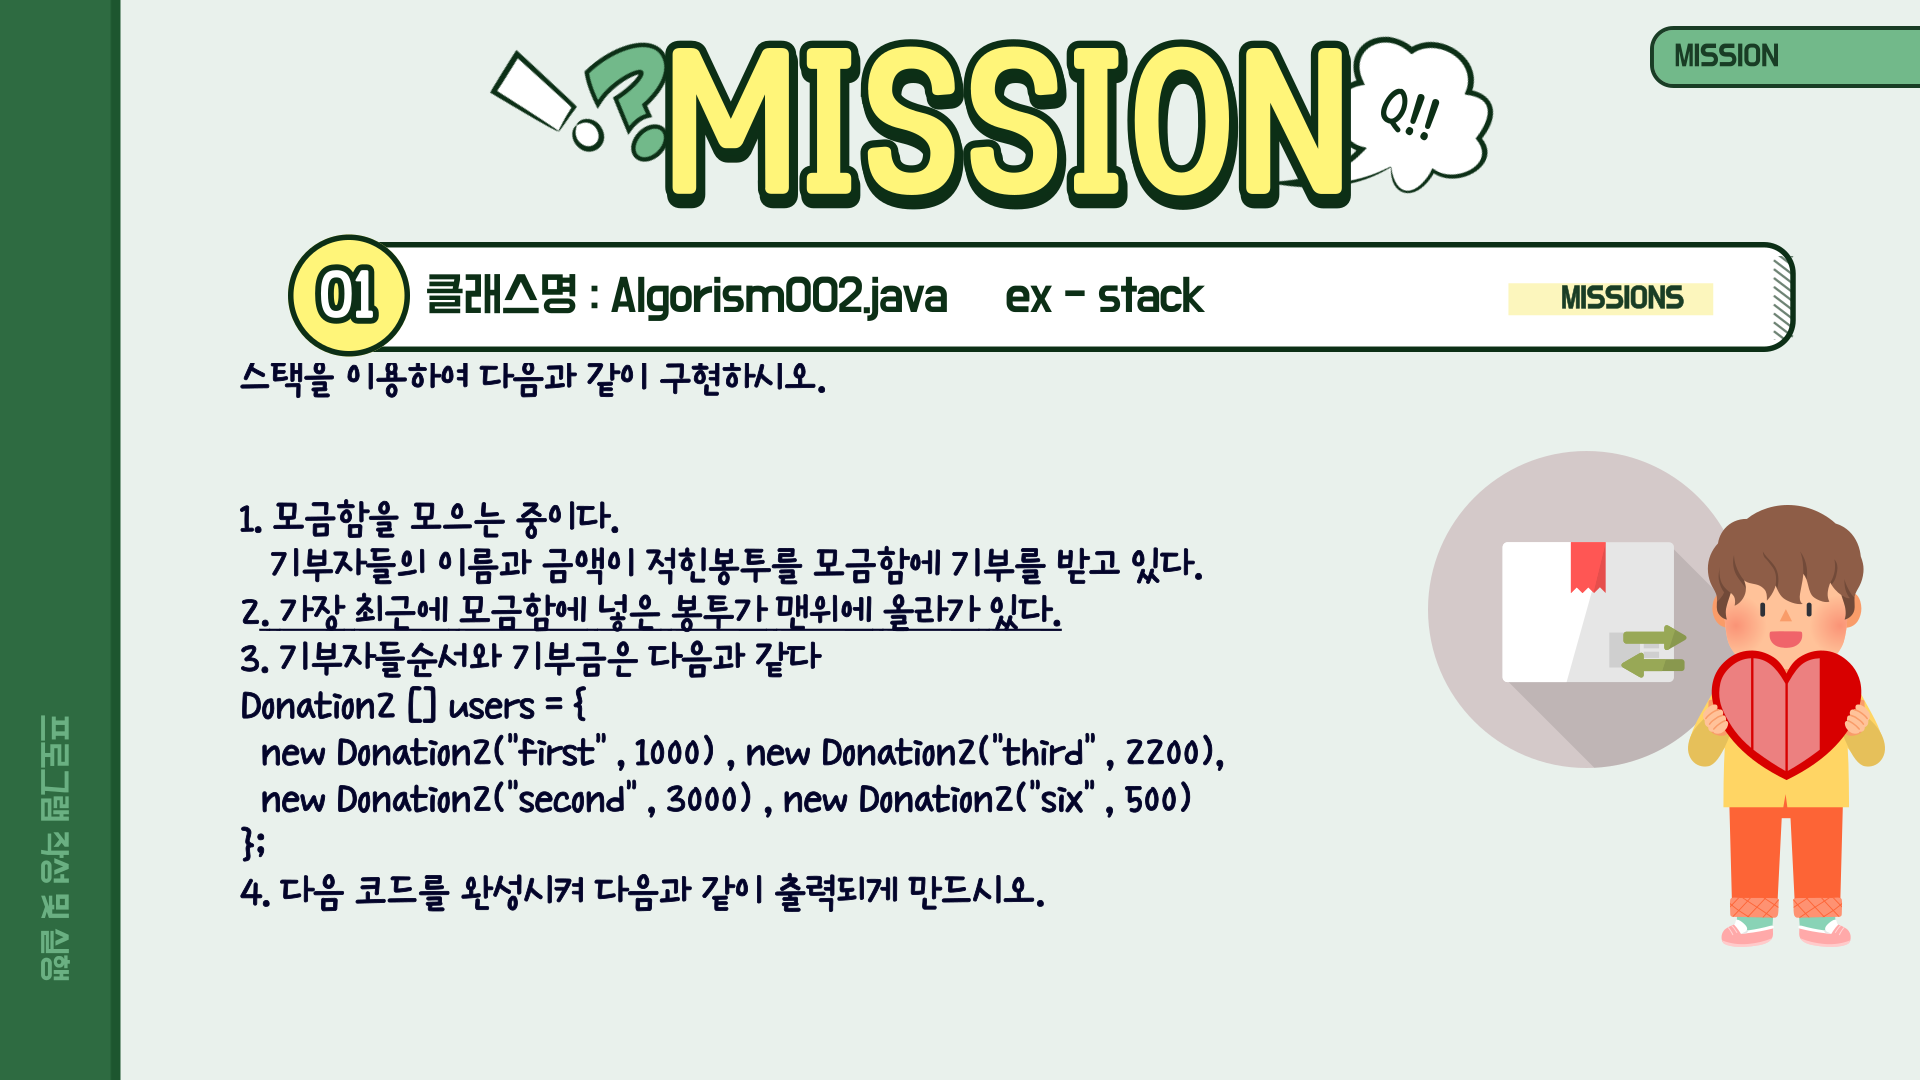 !?
MISSION
Q!!
MISSION
01
클래스명 : Algorism002.java ex - stack
MISSIONS
스택을 이용하여 다음과 같이 구현하시오.
1. 모금함을 모으는 중이다.
기부자들의 이름과 금액이 적힌봉투를 모금함에 기부를 받고 있다.
2. 가장 최근에 모금함에 넣은 봉투가 맨위에 올라가 있다.
3. 기부자들순서와 기부금은 다음과 같다
Donation2 [] users = {
new Donation2("first" , 1000) , new Donation2("third" , 2200),
new Donation2("second" , 3000) , new Donation2("six" , 500)
};
4. 다음 코드를 완성시켜 다음과 같이 출력되게 만드시오.
프로그램 작성 및 실행